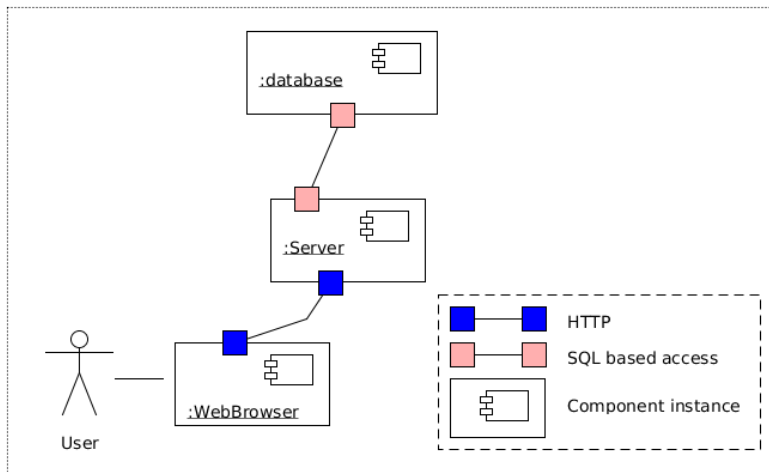 :database
:Server
:WebBrowser
User
HTTP
SQL based access
Component instance